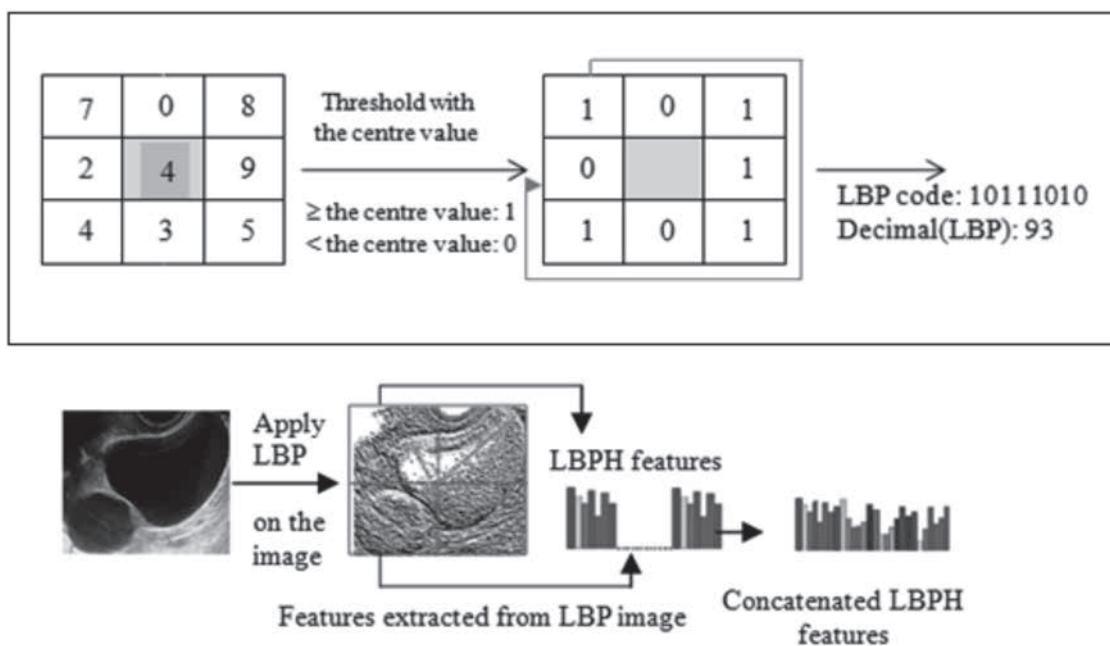 7 0 8
2 4 9
4 3 5
Threshold with
the centre value
≥ the centre value: 1
< the centre value: 0
1 0 1
0 1
1 0 1
LBP code: 10111010
Decimal(LBP): 93
Apply
LBP
on the
image
LBPH features
Features extracted from LBP image
Concatenated LBPH
features